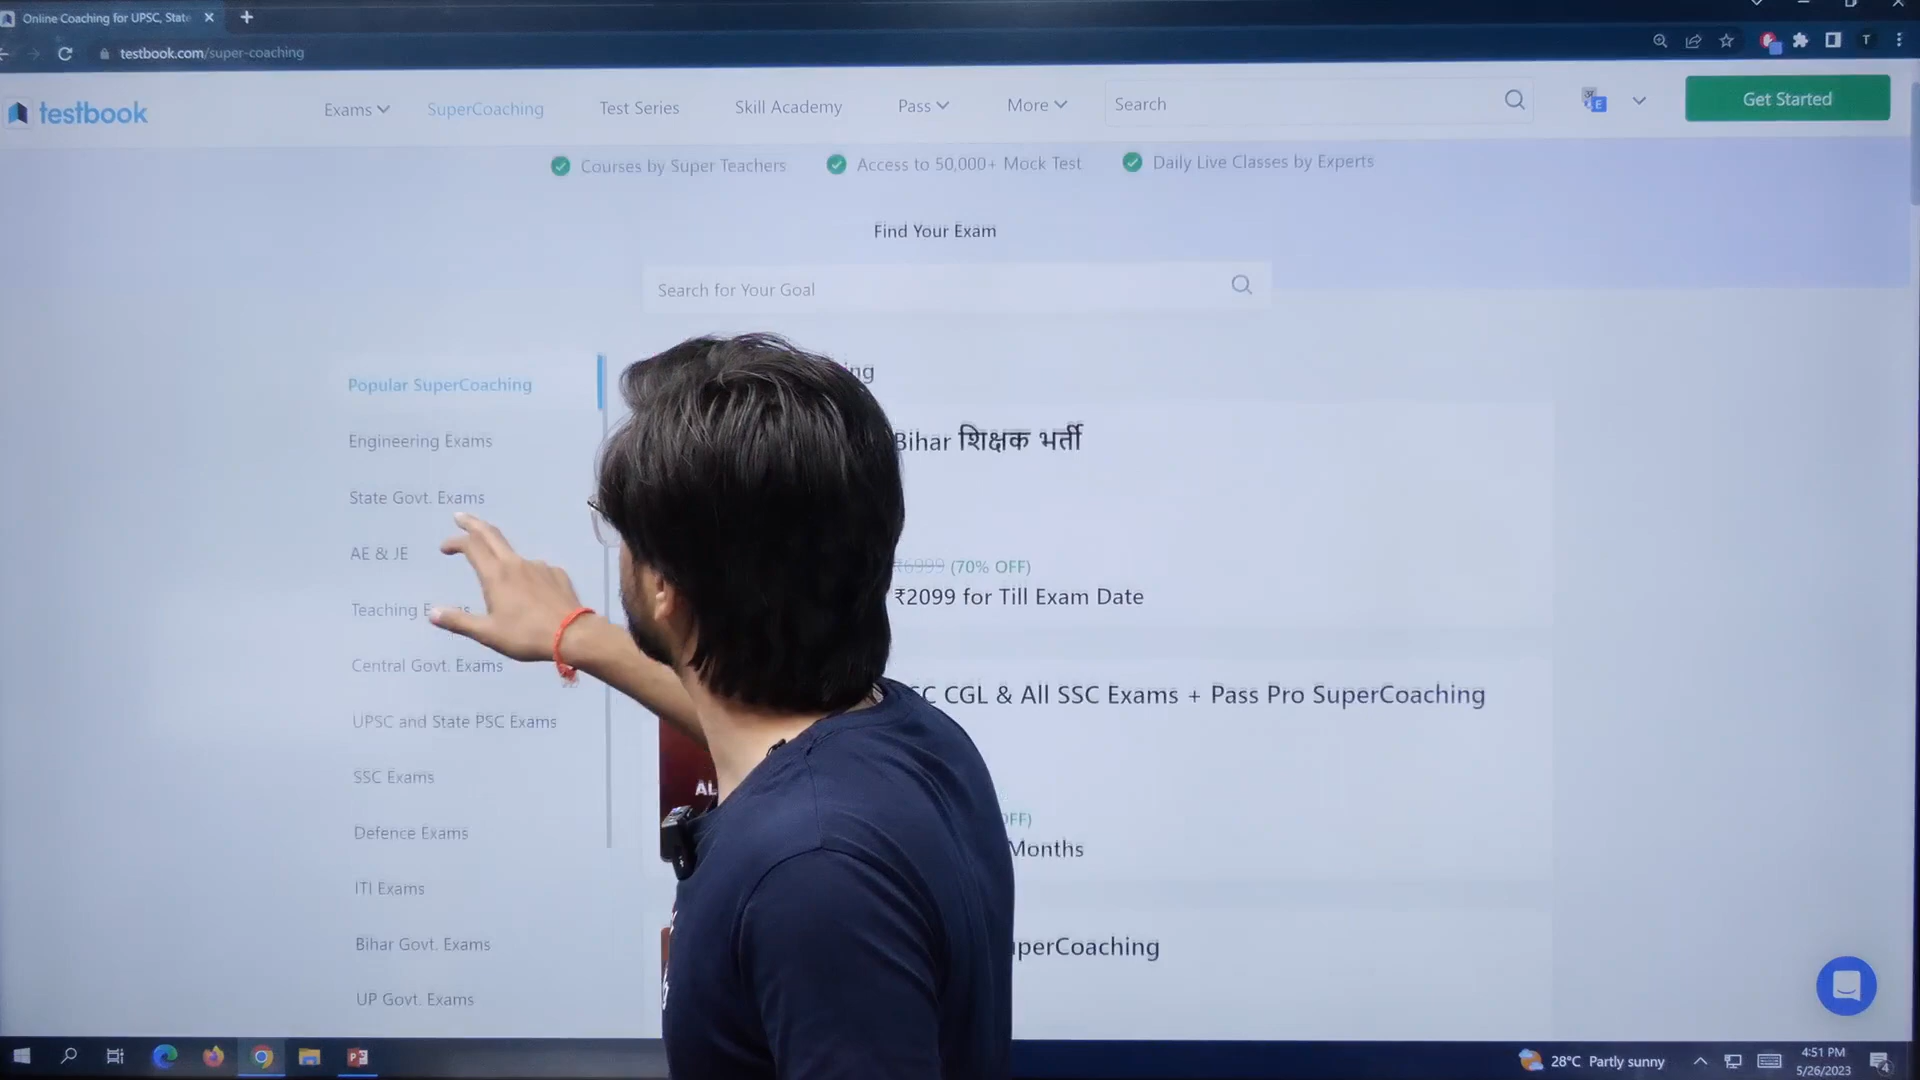 Online Coaching for UPSC, State
testbook.com/super-coaching
T
testbook
Exams
SuperCoaching
Test Series
Skill Academy
Pass
More
Search
E
Get Started
Courses by Super Teachers
Access to 50,000+ Mock Test
Daily Live Classes by Experts
Find Your Exam
Search for Your Goal
Popular SuperCoaching
Engineering Exams
State Govt. Exams
AE & JE
Teaching
Central Govt. Exams
UPSC and State PSC Exams
SSC Exams
Defence Exams
ITI Exams
Bihar Govt. Exams
UP Govt. Exams
ing
Bihar शिक्षक भर्ती
₹6999 (70% OFF)
₹2099 for Till Exam Date
C CGL & All SSC Exams + Pass Pro SuperCoaching
AL
OFF)
Months
perCoaching
28°C Partly sunny
4:51 PM
5/26/2023
4